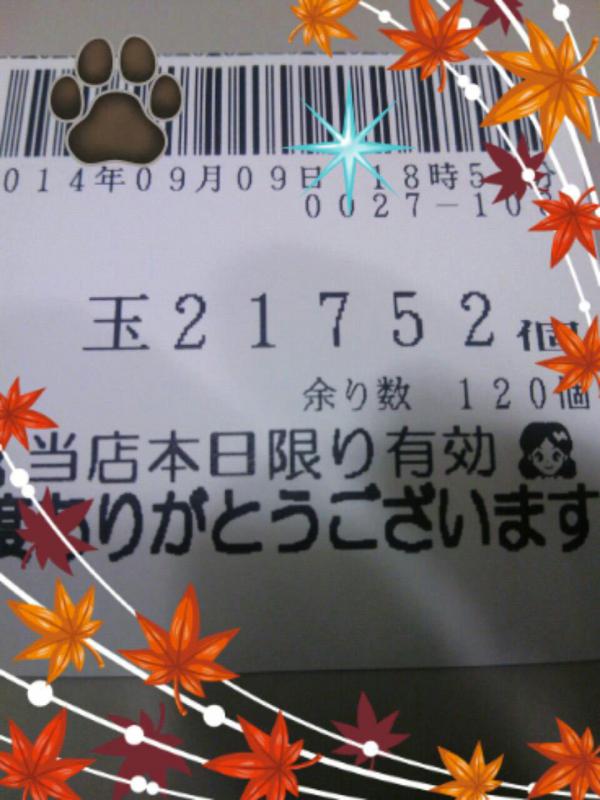 014年09月09日 18時5 分
0027-10
玉21752個
余り数 120個
当店本日限り有効
度ありがとうございます